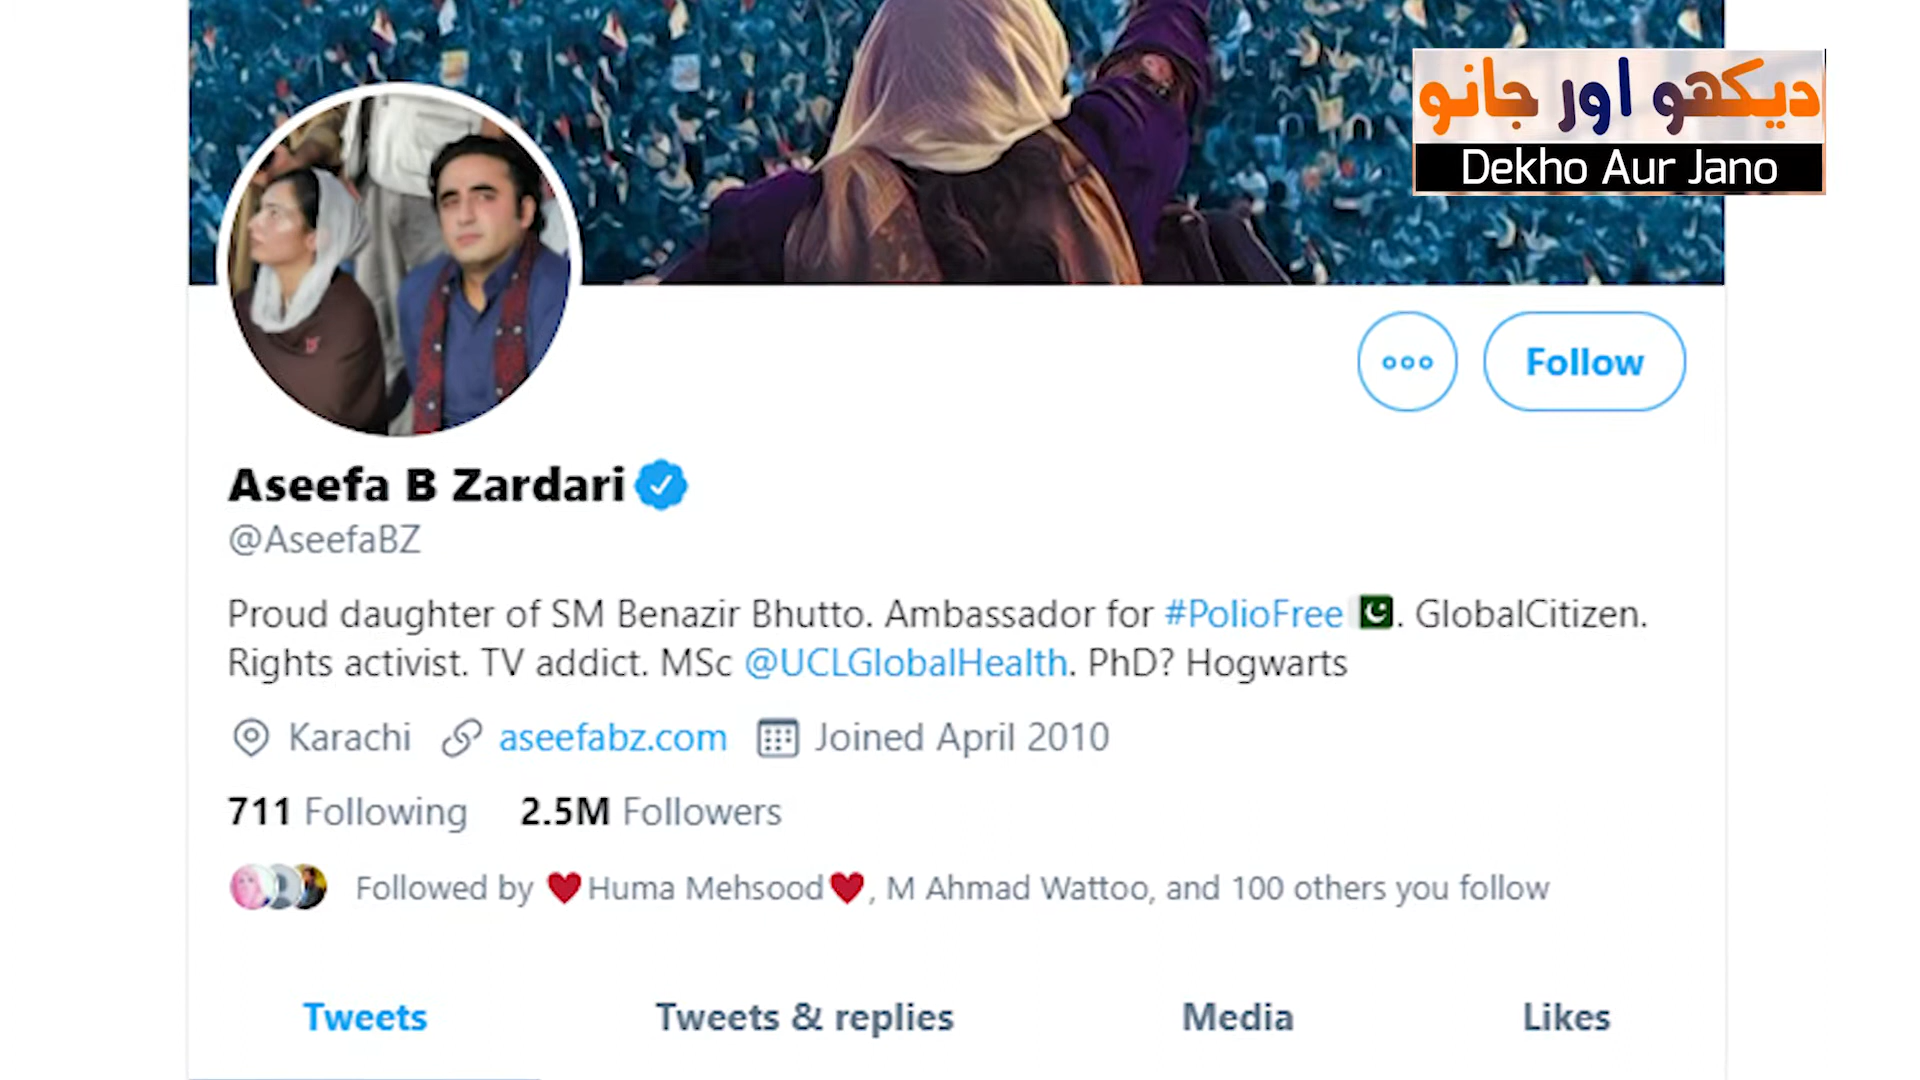 دیکھو اور جانو
Dekho Aur Jano
Follow
Aseefa B Zardari
@AseefaBZ
Proud daughter of SM Benazir Bhutto. Ambassador for #PolioFree 🇵🇰. GlobalCitizen.
Rights activist. TV addict. MSc @UCLGlobalHealth. PhD? Hogwarts
Karachi aseefabz.com Joined April 2010
711 Following 2.5M Followers
Followed by ❤Huma Mehsood❤, M Ahmad Wattoo, and 100 others you follow
Tweets Tweets & replies Media Likes